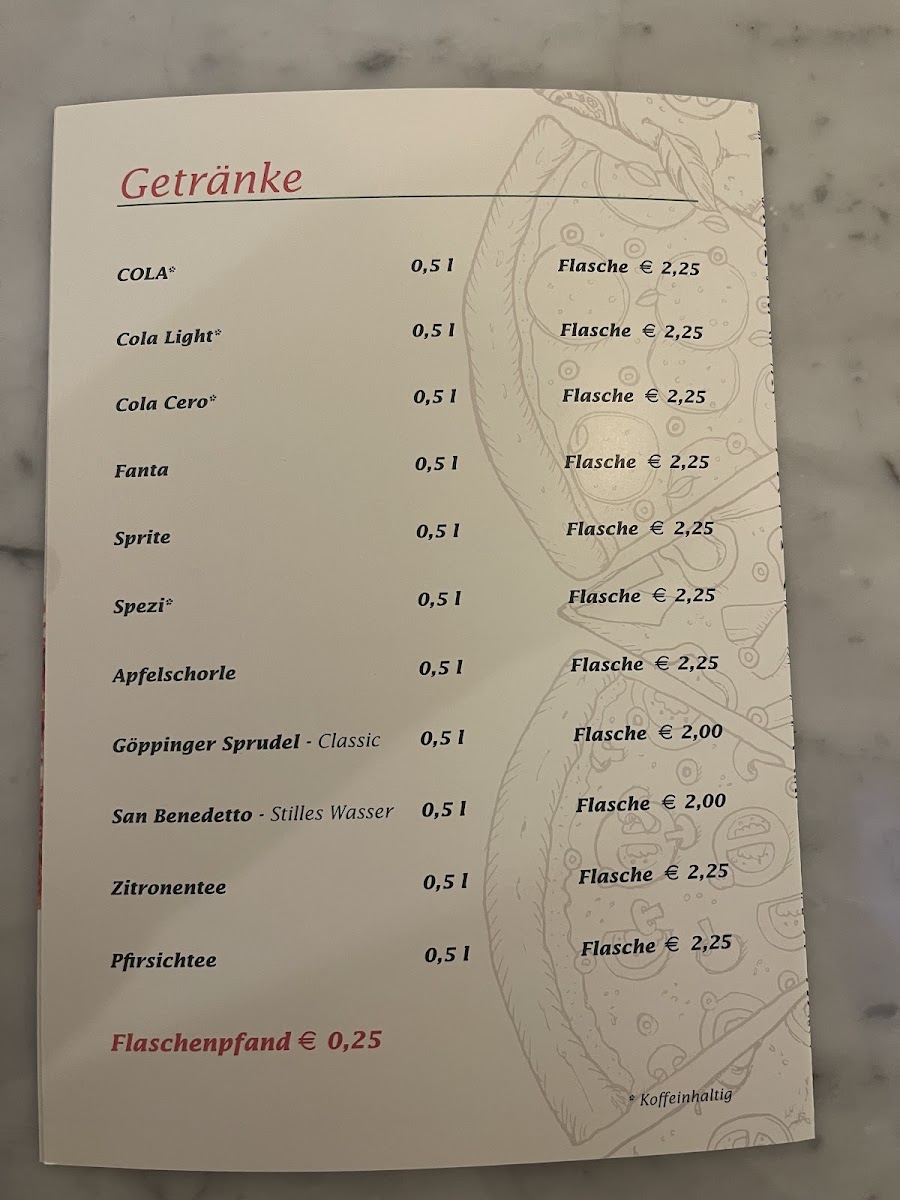 Getränke
COLA* 0,5 l Flasche € 2,25
Cola Light* 0,5 l Flasche € 2,25
Cola Cero* 0,5 l Flasche € 2,25
Fanta 0,5 l Flasche € 2,25
Sprite 0,5 l Flasche € 2,25
Spezi* 0,5 l Flasche € 2,25
Apfelschorle 0,5 l Flasche € 2,25
Göppinger Sprudel - Classic 0,5 l Flasche € 2,00
San Benedetto - Stilles Wasser 0,5 l Flasche € 2,00
Zitronentee 0,5 l Flasche € 2,25
Pfirsichtee 0,5 l Flasche € 2,25
Flaschenpfand € 0,25
* Koffeinhaltig